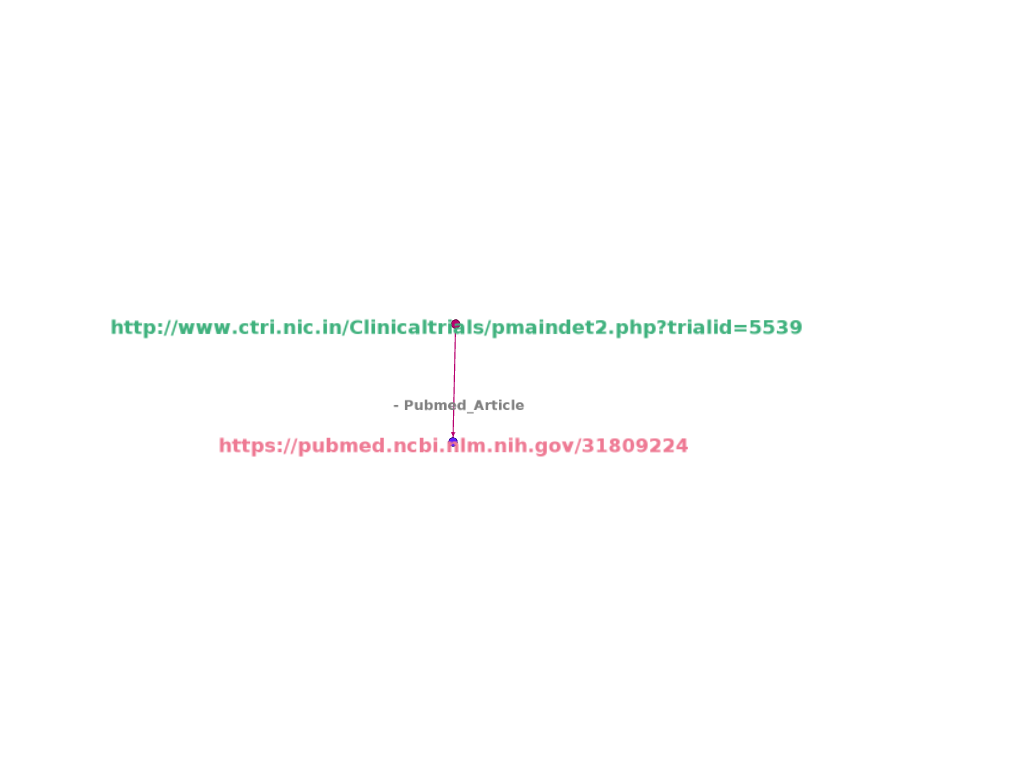 http://www.ctri.nic.in/Clinicaltrials/pmaindet2.php?trialid=5539
- Pubmed_Article
https://pubmed.ncbi.nlm.nih.gov/31809224